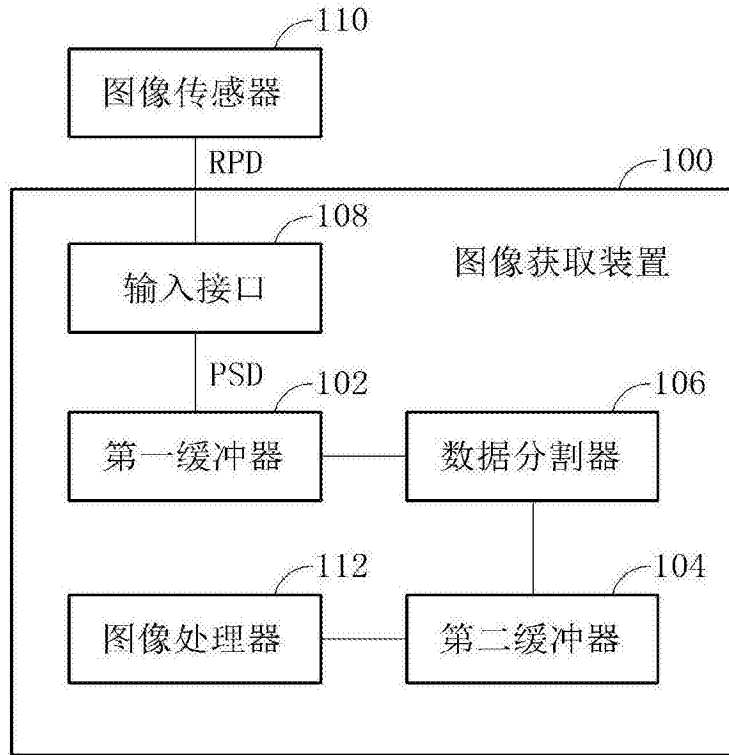 110
图像传感器
RPD
100
108
输入接口
图像获取装置
PSD
102
106
第一缓冲器
数据分割器
112
104
图像处理器
第二缓冲器